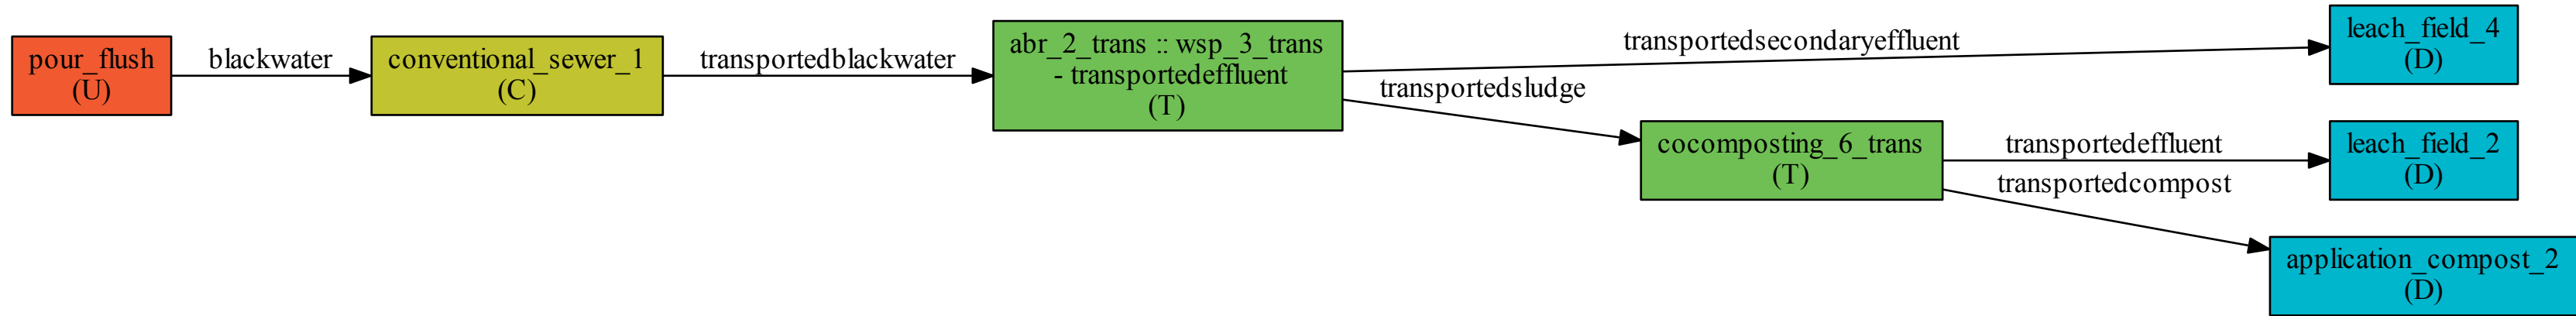 pour_flush
(U)
blackwater
conventional_sewer_1
(C)
transportedblackwater
abr_2_trans :: wsp_3_trans
- transportedeffluent
(T)
transportedsecondaryeffluent
transportedsludge
leach_field_4
(D)
cocomposting_6_trans
(T)
transportedeffluent
transportedcompost
leach_field_2
(D)
application_compost_2
(D)